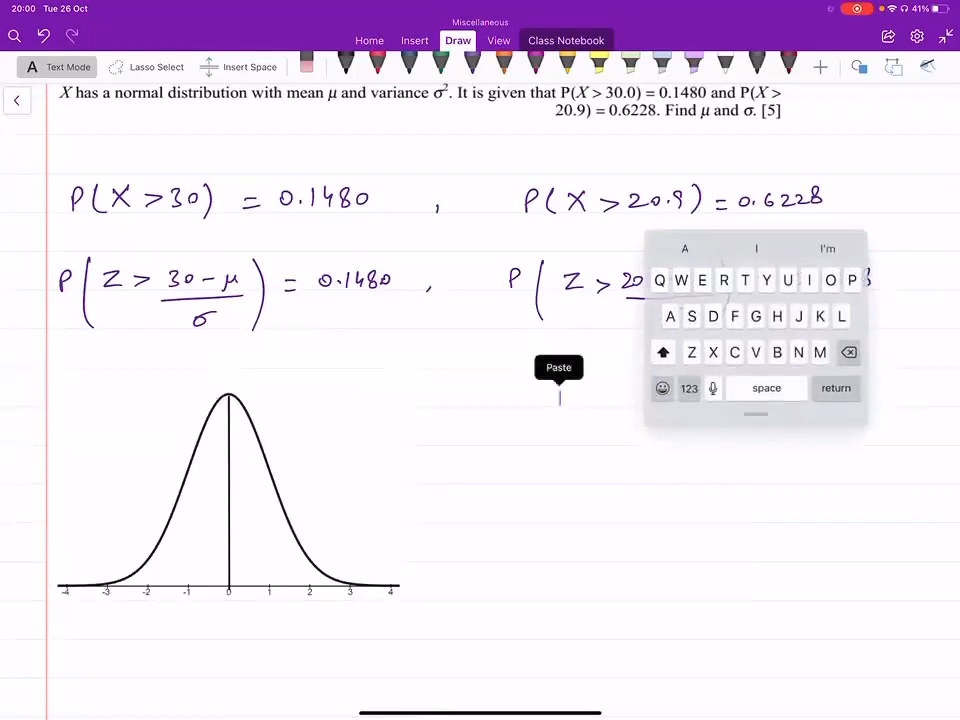 20:00 Tue 26 Oct 41%
Miscellaneous
Home Insert Draw View Class Notebook
A Text Mode Lasso Select Insert Space
X has a normal distribution with mean μ and variance σ². It is given that P(X > 30.0) = 0.1480 and P(X >
20.9) = 0.6228. Find μ and σ. [5]
P(X > 30) = 0.1480 , P(X > 20.9) = 0.6228
P(Z > (30 - μ)/σ) = 0.1480 , P(Z > 20
A I I'm
Q W E R T Y U I O P
A S D F G H J K L
Z X C V B N M
123 space return
Paste
-4 -3 -2 -1 0 1 2 3 4